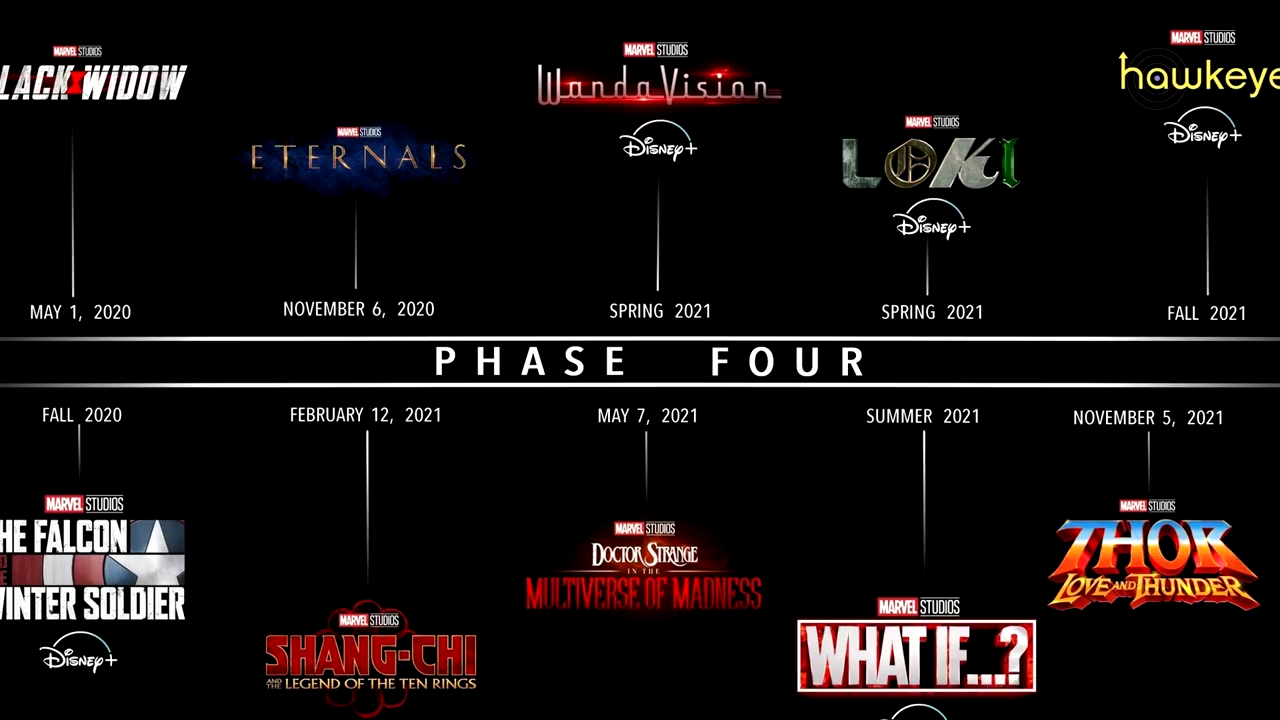 MARVEL STUDIOS
LACK WIDOW
MAY 1, 2020
MARVEL STUDIOS
ETERNALS
NOVEMBER 6, 2020
MARVEL STUDIOS
WandaVision
Disney+
SPRING 2021
MARVEL STUDIOS
LOKI
Disney+
SPRING 2021
MARVEL STUDIOS
hawkeye
Disney+
FALL 2021
PHASE FOUR
FALL 2020
MARVEL STUDIOS
HE FALCON
INTER SOLDIER
Disney+
FEBRUARY 12, 2021
MARVEL STUDIOS
SHANG-CHI
AND THE LEGEND OF THE TEN RINGS
MAY 7, 2021
MARVEL STUDIOS
DOCTOR STRANGE
IN THE
MULTIVERSE OF MADNESS
SUMMER 2021
MARVEL STUDIOS
WHAT IF...?
NOVEMBER 5, 2021
MARVEL STUDIOS
THOR
LOVE AND THUNDER